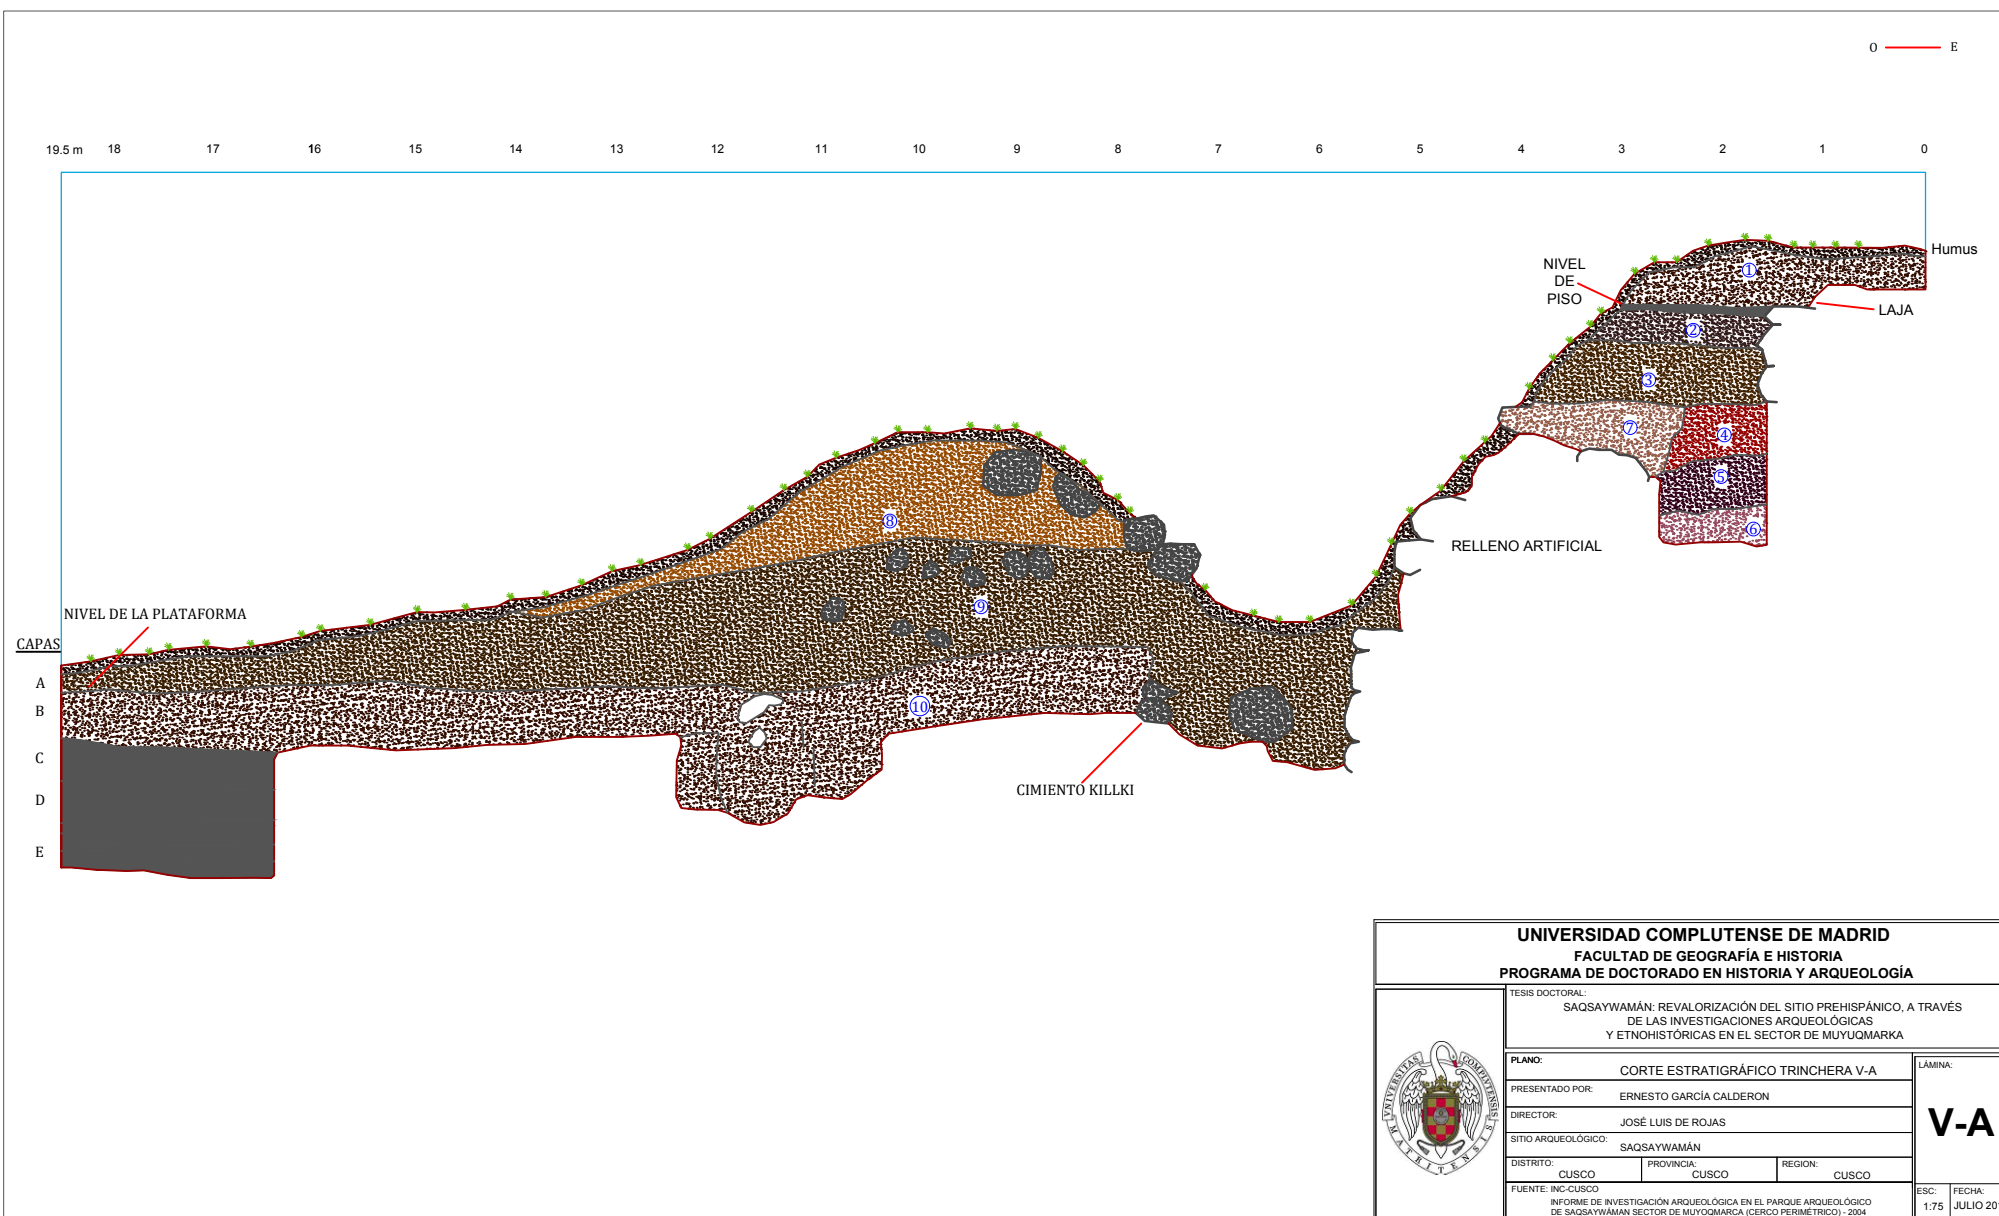 O E
19.5 m 18 17 16 15 14 13 12 11 10 9 8 7 6 5 4 3 2 1 0
Humus
NIVEL
DE
PISO
LAJA
1
2
3
7
4
5
6
RELLENO ARTIFICIAL
8
9
10
NIVEL DE LA PLATAFORMA
CAPAS
A
B
C
D
E
CIMIENTO KILLKI
UNIVERSIDAD COMPLUTENSE DE MADRID
FACULTAD DE GEOGRAFÍA E HISTORIA
PROGRAMA DE DOCTORADO EN HISTORIA Y ARQUEOLOGÍA
VNIVERSITAS COMPLVTENSIS
MATRITENSIS
TESIS DOCTORAL:
SAQSAYWAMÁN: REVALORIZACIÓN DEL SITIO PREHISPÁNICO, A TRAVÉS
DE LAS INVESTIGACIONES ARQUEOLÓGICAS
Y ETNOHISTÓRICAS EN EL SECTOR DE MUYUQMARKA
PLANO:
CORTE ESTRATIGRÁFICO TRINCHERA V-A
PRESENTADO POR:
ERNESTO GARCÍA CALDERON
DIRECTOR:
JOSÉ LUIS DE ROJAS
SITIO ARQUEOLÓGICO:
SAQSAYWAMÁN
DISTRITO: PROVINCIA: REGION:
CUSCO CUSCO CUSCO
FUENTE: INC-CUSCO
INFORME DE INVESTIGACIÓN ARQUEOLÓGICA EN EL PARQUE ARQUEOLÓGICO
DE SAQSAYWÁMAN SECTOR DE MUYOQMARCA (CERCO PERIMÉTRICO) - 2004
LÁMINA:
V-A
ESC: FECHA:
1:75 JULIO 201